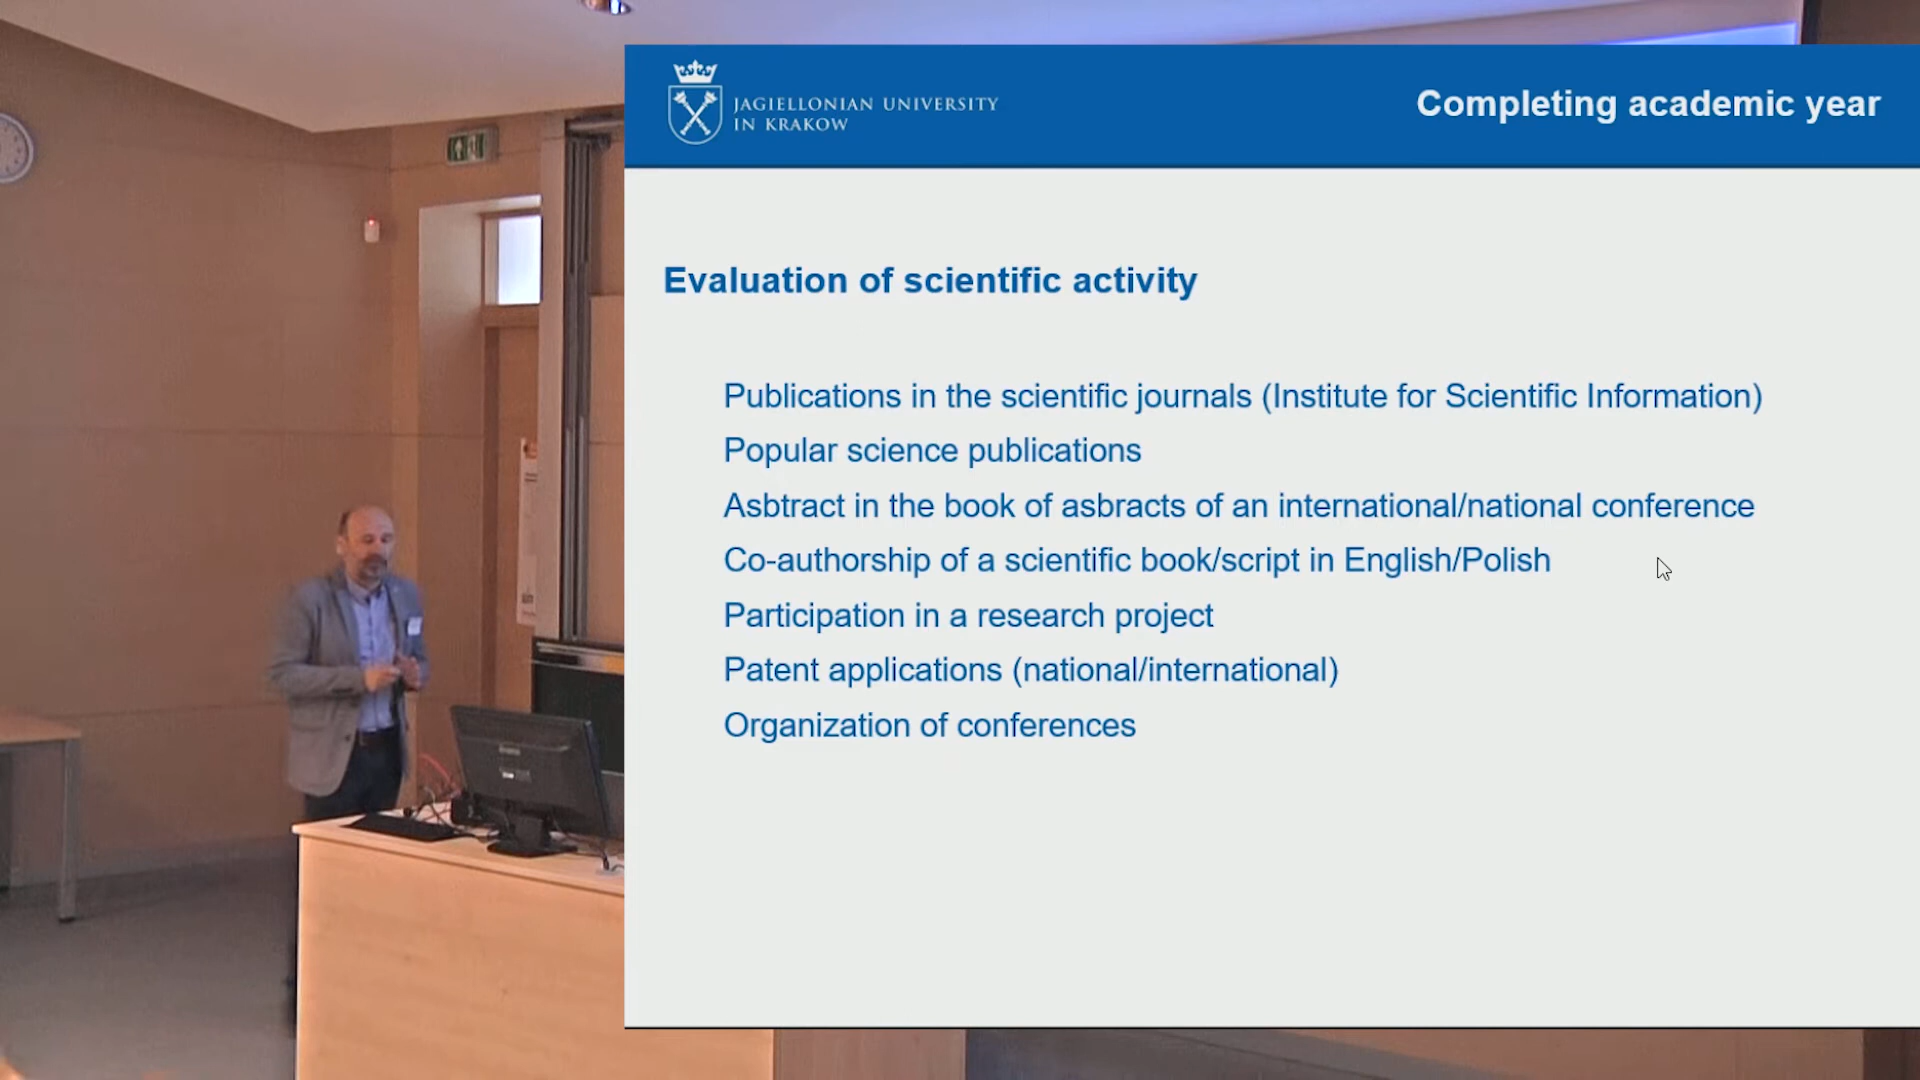 JAGIELLONIAN UNIVERSITY
IN KRAKOW
Completing academic year
Evaluation of scientific activity
Publications in the scientific journals (Institute for Scientific Information)
Popular science publications
Asbtract in the book of asbracts of an international/national conference
Co-authorship of a scientific book/script in English/Polish
Participation in a research project
Patent applications (national/international)
Organization of conferences